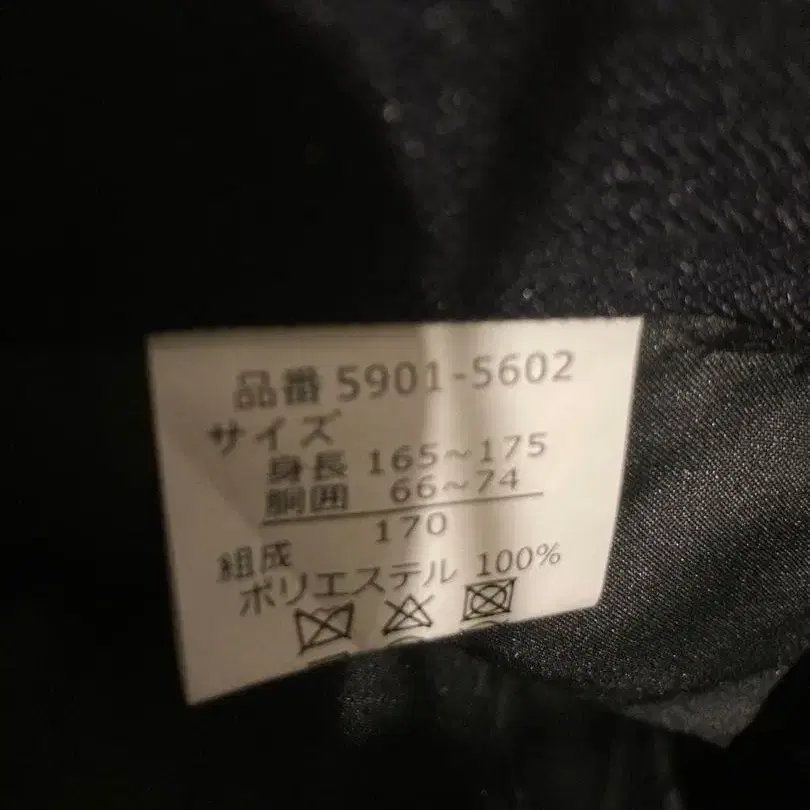 品番 5901-5602
サイズ
身長 165~175
胴囲 66~74
170
組成
ポリエステル 100%